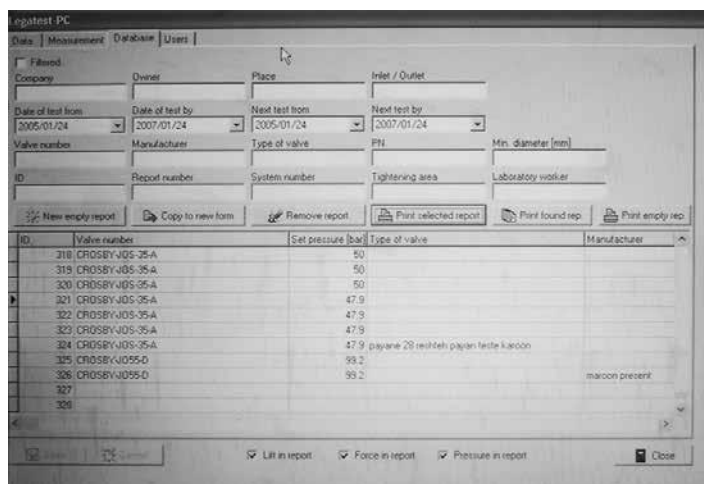 Legatest-PC
Data Measurement Database Users
Filtered
Company Owner Place Inlet / Outlet
Date of test from Date of test by Next test from Next test by
2005/01/24 2007/01/24 2005/01/24 2007/01/24
Valve number Manufacturer Type of valve PN Min. diameter [mm]
ID Report number System number Tightening area Laboratory worker
New empty report Copy to new form Remove report Print selected report Print found rep. Print empty rep.
ID Valve number Set pressure [bar] Type of valve Manufacturer
318 CROSBY-JOS-35-A 50
319 CROSBY-JOS-35-A 50
320 CROSBY-JOS-35-A 50
321 CROSBY-JOS-35-A 47.9
322 CROSBY-JOS-35-A 47.9
323 CROSBY-JOS-35-A 47.9
324 CROSBY-JOS-35-A 47.9 payane 28 reshteh payan teste karoon
325 CROSBY-JO55-D 99.2
326 CROSBY-JO55-D 99.2 maroon present
327
328
Cancel Lift in report Force in report Pressure in report Close